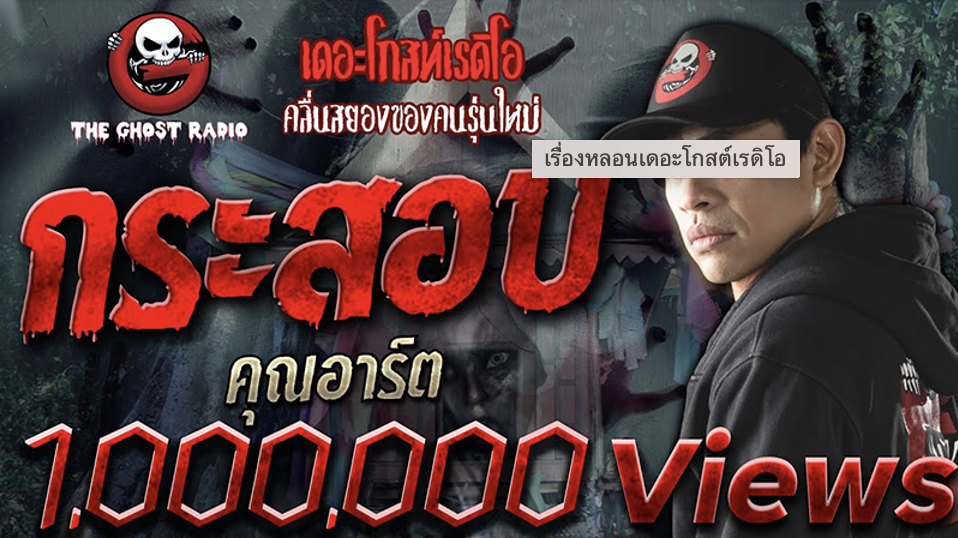 THE GHOST RADIO
เดอะโกสท์เรดิโอ
คลื่นสยองของคนรุ่นใหม่
เรื่องหลอนเดอะโกสต์เรดิโอ
กระสอบ
คุณอาร์ต
1,000,000 Views